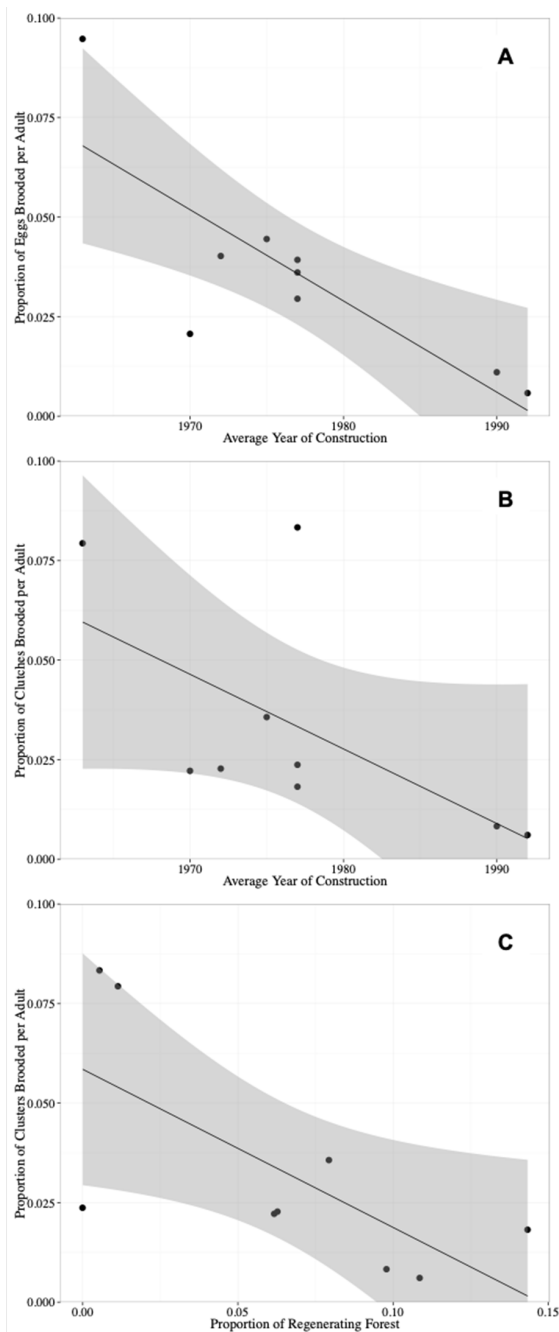 A
0.100
0.075
0.050
0.025
0.000
Proportion of Eggs Brooded per Adult
1970 1980 1990
Average Year of Construction
B
0.100
0.075
0.050
0.025
0.000
Proportion of Clutches Brooded per Adult
1970 1980 1990
Average Year of Construction
C
0.100
0.075
0.050
0.025
0.000
Proportion of Clusters Brooded per Adult
0.00 0.05 0.10 0.15
Proportion of Regenerating Forest